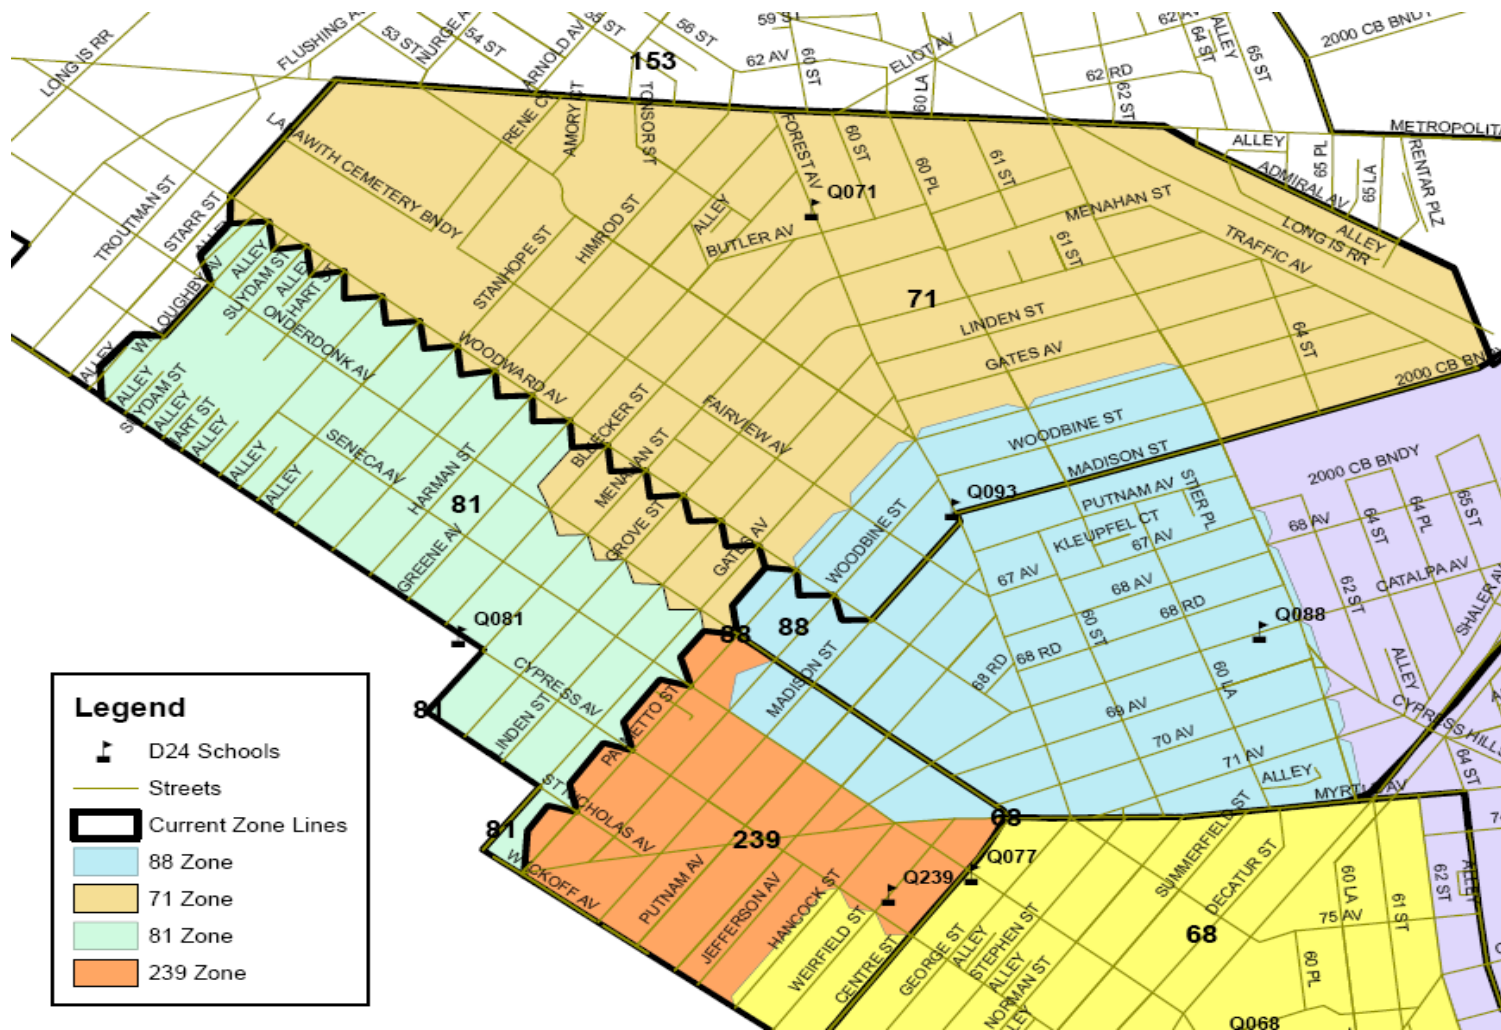 LONG IS RR
FLUSHING A
53 ST
NURGE A
54 ST
55 ST
ARNOLD AV
56 ST
153
59 ST
62 AV
60 ST
ELIOT AV
60 LA
62 RD
62 ST
62 AV
64 ST
ALLEY
65 ST
2000 CB BNDY
METROPOLITA
LAHAWITH CEMETERY BNDY
RENE C
AMORY CT
TONSOR ST
FOREST AV
60 ST
60 PL
61 ST
MENAHAN ST
ALLEY
ADMIRAL AV
65 PL
65 LA
RENTAR PLZ
TROUTMAN ST
STARR ST
Q071
ALLEY
BUTLER AV
HIMROD ST
STANHOPE ST
61 ST
TRAFFIC AV
LONG IS RR
ALLEY
ALLEY
SUYDAM ST
HART S
ONDERDONK AV
WOODWARD AV
71
LINDEN ST
GATES AV
64 ST
2000 CB BNDY
ALLEY
ALLEY
ALLEY
HART ST
ALLEY
ALLEY
ALLEY
SENECA AV
HARMAN ST
81
GREENE AV
BLEECKER ST
MENAHAN ST
FAIRVIEW AV
GROVE ST
GATES AV
WOODBINE ST
WOODBINE ST
MADISON ST
Q093
PUTNAM AV
STIER PL
KLEUPFEL CT
67 AV
67 AV
68 AV
68 RD
2000 CB BNDY
68 AV
64 ST
64 PL
65 ST
62 ST
CATALPA AV
SHALER AV
Q081
88
88
MADISON ST
68 RD
68 RD
60 ST
60 LA
Q088
ALLEY
CYPRESS HILLS
69 AV
70 AV
71 AV
ALLEY
MYRTLE AV
64 ST
CYPRESS AV
LINDEN ST
PALMETTO ST
81
81
ST NICHOLAS AV
WYCKOFF AV
239
PUTNAM AV
JEFFERSON AV
HANCOCK ST
WEIRFIELD ST
CENTRE ST
Q239
Q077
68
GEORGE ST
ALLEY
STEPHEN ST
ALLEY
NORMAN ST
SUMMERFIELD ST
DECATUR ST
68
75 AV
60 LA
61 ST
62 ST
ALLEY
60 PL
Q068
Legend
D24 Schools
Streets
Current Zone Lines
88 Zone
71 Zone
81 Zone
239 Zone